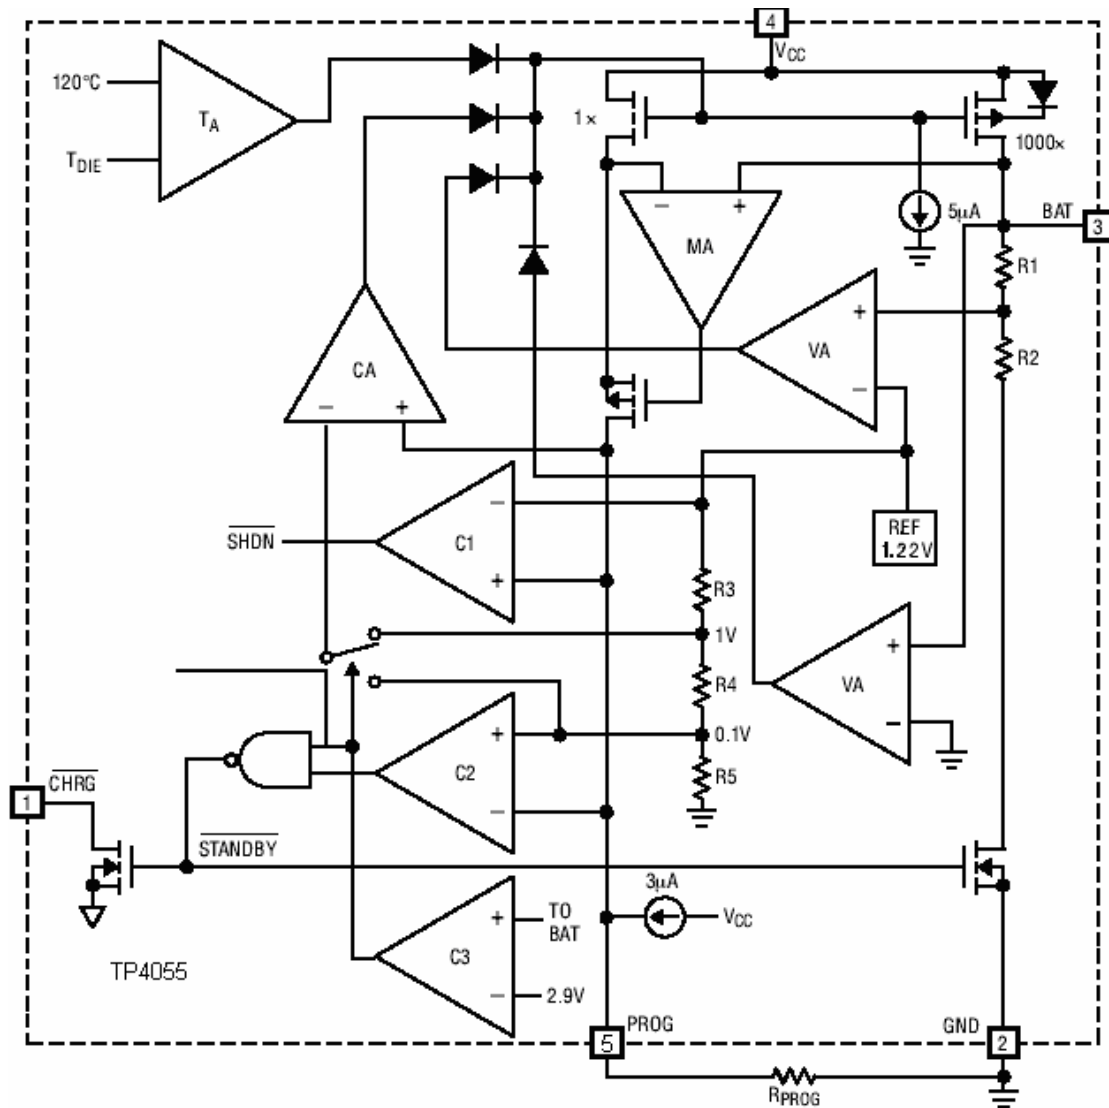 4
VCC
120°C
TA
TDIE
1×
1000×
− +
MA
5µA
BAT
3
R1
+
VA
−
R2
CA
− +
REF
1.22V
−
SHDN
C1
+
R3
1V
+
R4
VA
−
+
0.1V
C2
R5
−
CHRG
1
STANDBY
3µA
VCC
+
TO
BAT
C3
TP4055
−
2.9V
PROG
GND
5
2
RPROG